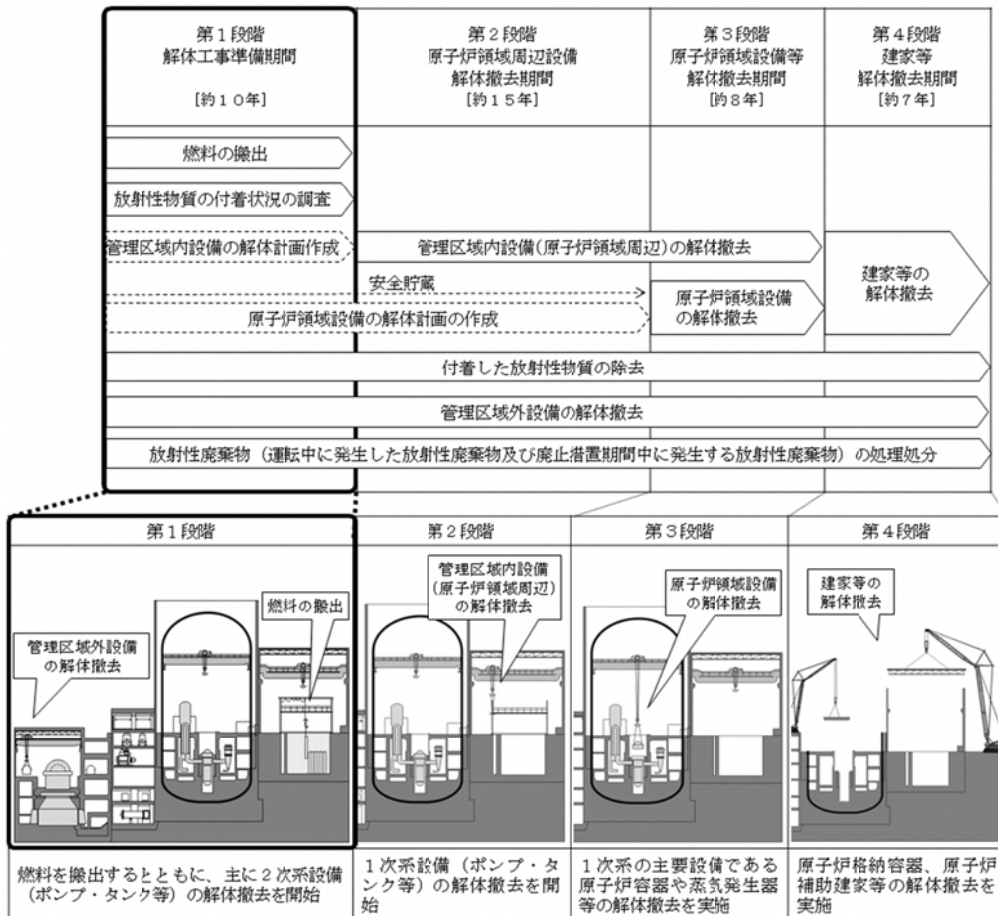 第１段階
解体工事準備期間
[約１０年]
第２段階
原子炉領域周辺設備
解体撤去期間
[約１５年]
第３段階
原子炉領域設備等
解体撤去期間
[約８年]
第４段階
建家等
解体撤去期間
[約７年]
燃料の搬出
放射性物質の付着状況の調査
管理区域内設備の解体計画作成
管理区域内設備(原子炉領域周辺)の解体撤去
安全貯蔵
原子炉領域設備の解体計画の作成
原子炉領域設備
の解体撤去
建家等の
解体撤去
付着した放射性物質の除去
管理区域外設備の解体撤去
放射性廃棄物（運転中に発生した放射性廃棄物及び廃止措置期間中に発生する放射性廃棄物）の処理処分
第１段階
管理区域外設備
の解体撤去
燃料の搬出
燃料を搬出するとともに、主に２次系設備
（ポンプ・タンク等）の解体撤去を開始
第２段階
管理区域内設備
(原子炉領域周辺)
の解体撤去
１次系設備（ポンプ・タ
ンク等）の解体撤去を開
始
第３段階
原子炉領域設備
の解体撤去
１次系の主要設備である
原子炉容器や蒸気発生器
等の解体撤去を実施
第４段階
建家等の
解体撤去
原子炉格納容器、原子炉
補助建家等の解体撤去を
実施